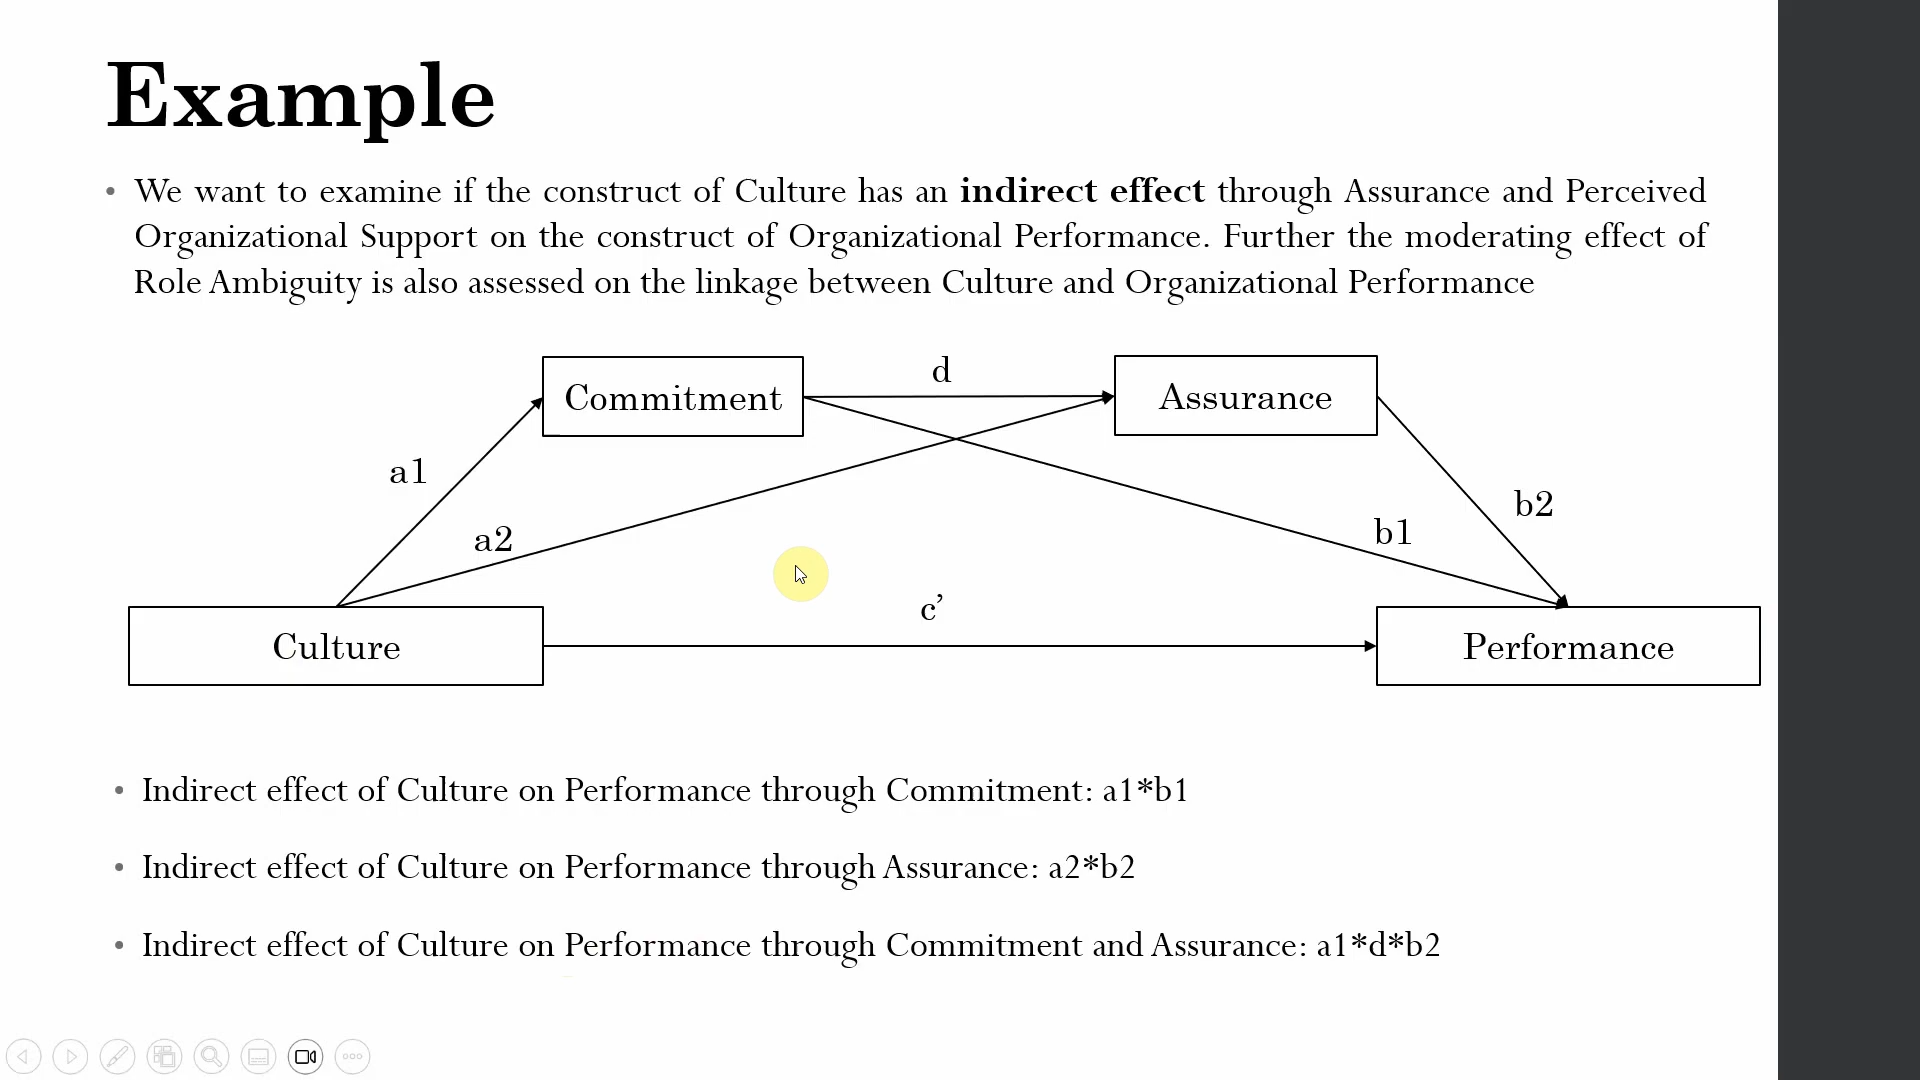 Example
• We want to examine if the construct of Culture has an indirect effect through Assurance and Perceived
Organizational Support on the construct of Organizational Performance. Further the moderating effect of
Role Ambiguity is also assessed on the linkage between Culture and Organizational Performance
d
Commitment
Assurance
a1
a2
b1
b2
c’
Culture
Performance
• Indirect effect of Culture on Performance through Commitment: a1*b1
• Indirect effect of Culture on Performance through Assurance: a2*b2
• Indirect effect of Culture on Performance through Commitment and Assurance: a1*d*b2